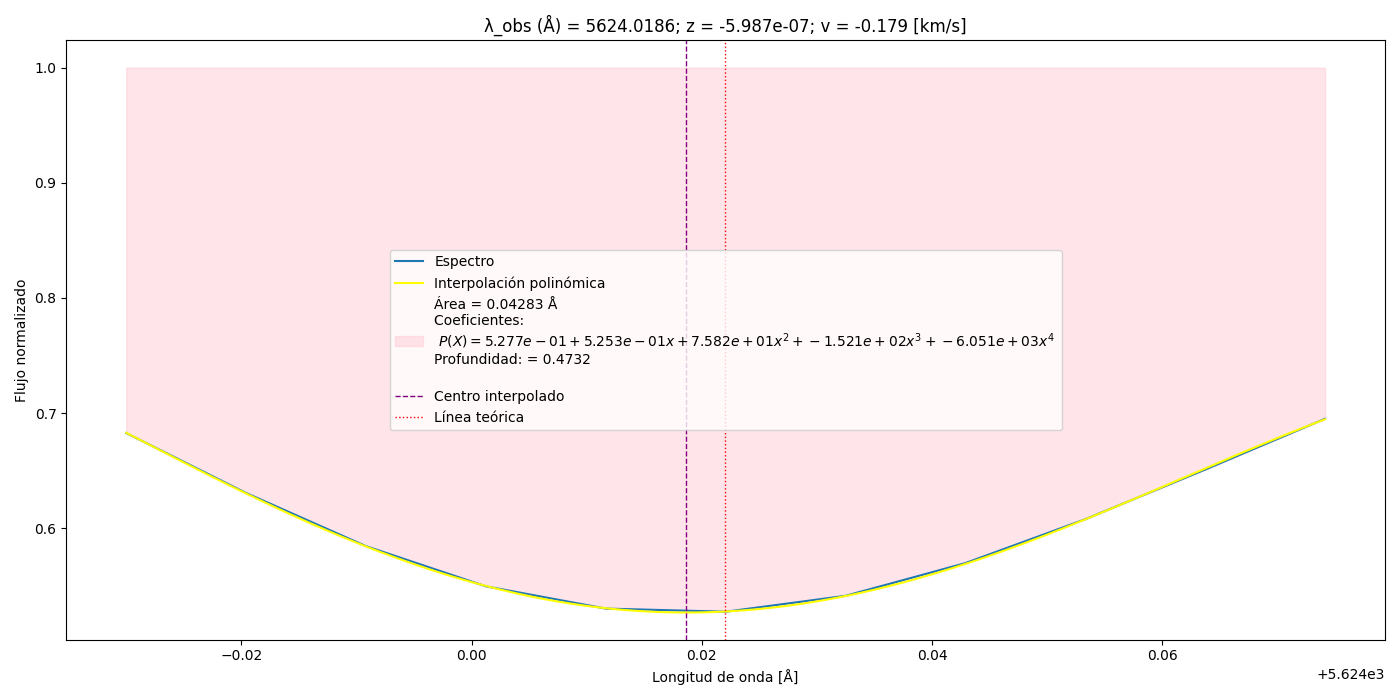 λ_obs (Å) = 5624.0186; z = -5.987e-07; v = -0.179 [km/s]
Flujo normalizado
1.0
0.9
0.8
0.7
0.6
Espectro
Interpolación polinómica
Área = 0.04283 Å
Coeficientes:
P(X) = 5.277e − 01 + 5.253e − 01x + 7.582e + 01x² + − 1.521e + 02x³ + − 6.051e + 03x⁴
Profundidad: = 0.4732
Centro interpolado
Línea teórica
−0.02 0.00 0.02 0.04 0.06
Longitud de onda [Å]
+5.624e3